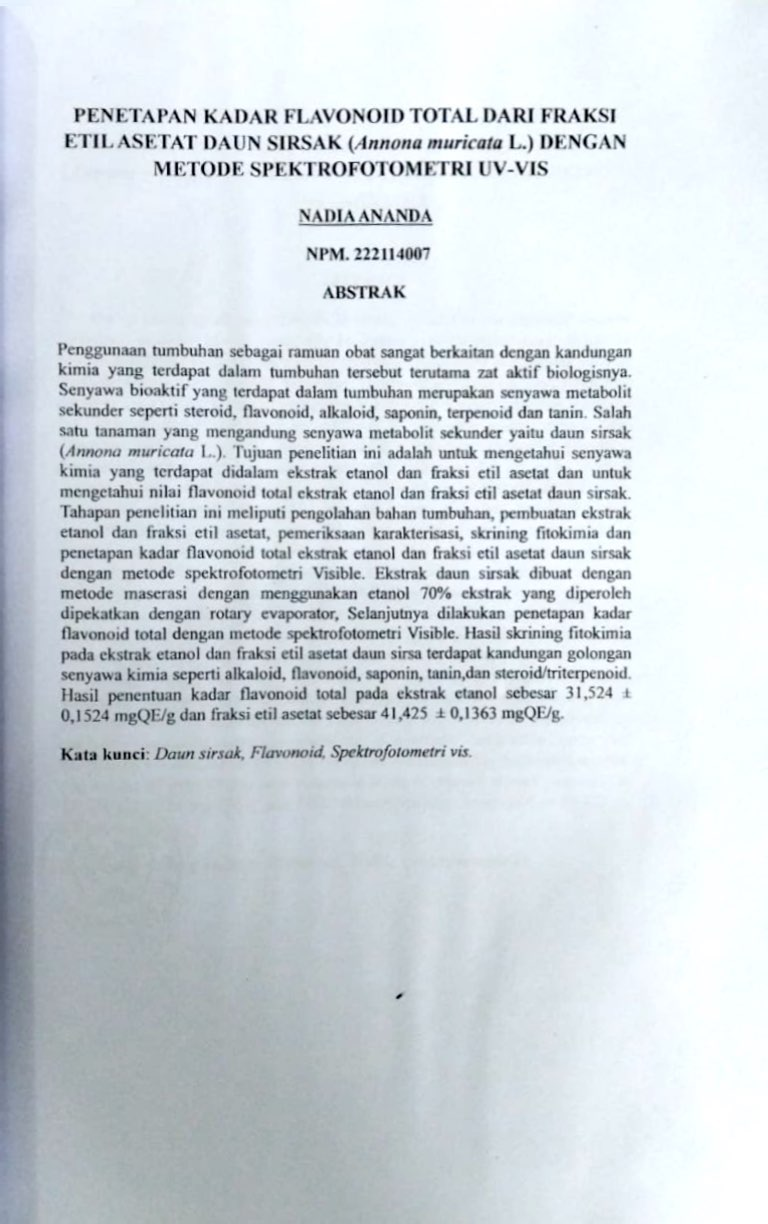 PENETAPAN KADAR FLAVONOID TOTAL DARI FRAKSI
ETIL ASETAT DAUN SIRSAK (Annona muricata L.) DENGAN
METODE SPEKTROFOTOMETRI UV-VIS
NADIA ANANDA
NPM. 222114007
ABSTRAK
Penggunaan tumbuhan sebagai ramuan obat sangat berkaitan dengan kandungan
kimia yang terdapat dalam tumbuhan tersebut terutama zat aktif biologisnya.
Senyawa bioaktif yang terdapat dalam tumbuhan merupakan senyawa metabolit
sekunder seperti steroid, flavonoid, alkaloid, saponin, terpenoid dan tanin. Salah
satu tanaman yang mengandung senyawa metabolit sekunder yaitu daun sirsak
(Annona muricata L.). Tujuan penelitian ini adalah untuk mengetahui senyawa
kimia yang terdapat didalam ekstrak etanol dan fraksi etil asetat dan untuk
mengetahui nilai flavonoid total ekstrak etanol dan fraksi etil asetat daun sirsak.
Tahapan penelitian ini meliputi pengolahan bahan tumbuhan, pembuatan ekstrak
etanol dan fraksi etil asetat, pemeriksaan karakterisasi, skrining fitokimia dan
penetapan kadar flavonoid total ekstrak etanol dan fraksi etil asetat daun sirsak
dengan metode spektrofotometri Visible. Ekstrak daun sirsak dibuat dengan
metode maserasi dengan menggunakan etanol 70% ekstrak yang diperoleh
dipekatkan dengan rotary evaporator, Selanjutnya dilakukan penetapan kadar
flavonoid total dengan metode spektrofotometri Visible. Hasil skrining fitokimia
pada ekstrak etanol dan fraksi etil asetat daun sirsa terdapat kandungan golongan
senyawa kimia seperti alkaloid, flavonoid, saponin, tanin,dan steroid/triterpenoid.
Hasil penentuan kadar flavonoid total pada ekstrak etanol sebesar 31,524 ±
0,1524 mgQE/g dan fraksi etil asetat sebesar 41,425 ± 0,1363 mgQE/g.
Kata kunci: Daun sirsak, Flavonoid, Spektrofotometri vis.